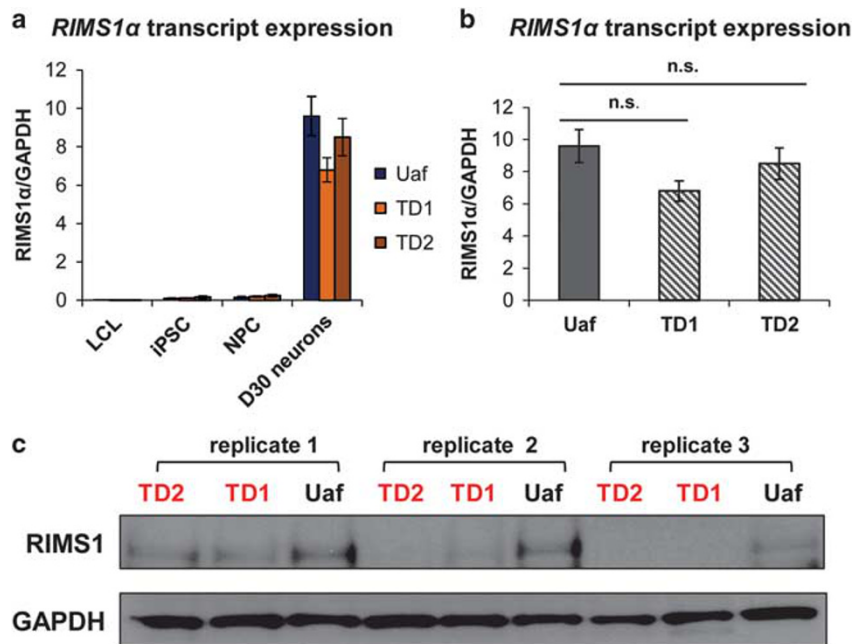 a
RIMS1α transcript expression
RIMS1α/GAPDH
12
10
8
6
4
2
0
LCL
iPSC
NPC
D30 neurons
Uaf
TD1
TD2
b
RIMS1α transcript expression
RIMS1α/GAPDH
12
10
8
6
4
2
0
n.s.
n.s.
Uaf TD1 TD2
c
replicate 1 replicate 2 replicate 3
TD2 TD1 Uaf TD2 TD1 Uaf TD2 TD1 Uaf
RIMS1
GAPDH